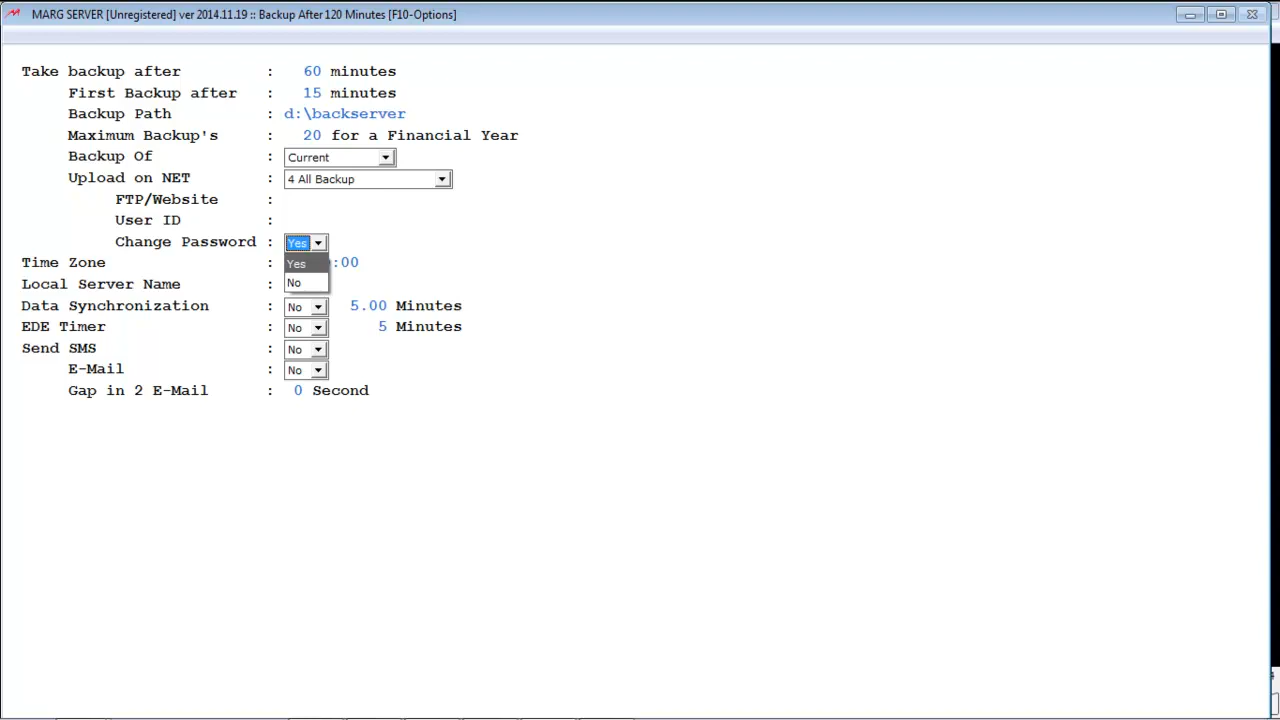 MARG SERVER [Unregistered] ver 2014.11.19 :: Backup After 120 Minutes [F10-Options]
Take backup after : 60 minutes
First Backup after : 15 minutes
Backup Path : d:\backserver
Maximum Backup's : 20 for a Financial Year
Backup Of : Current
Upload on NET : 4 All Backup
FTP/Website :
User ID :
Change Password : Yes
Yes
No
Time Zone : :00
Local Server Name :
Data Synchronization : No 5.00 Minutes
EDE Timer : No 5 Minutes
Send SMS : No
E-Mail : No
Gap in 2 E-Mail : 0 Second